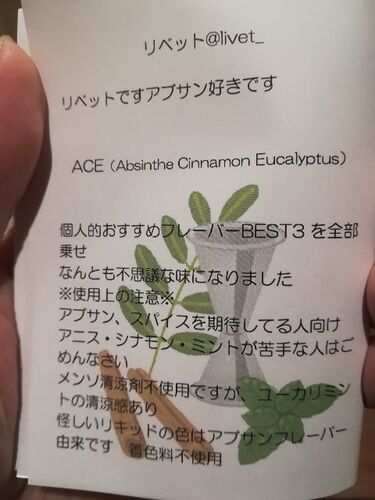 リベット@livet_
リベットですアブサン好きです
ACE（Absinthe Cinnamon Eucalyptus）
個人的おすすめフレーバーBEST3 を全部
乗せ
なんとも不思議な味になりました
※使用上の注意※
アブサン、スパイスを期待してる人向け
アニス・シナモン・ミントが苦手な人はご
めんなさい
メンソ清涼剤不使用ですが、ユーカリミン
トの清涼感あり
怪しいリキッドの色はアブサンフレーバー
由来です　着色料不使用